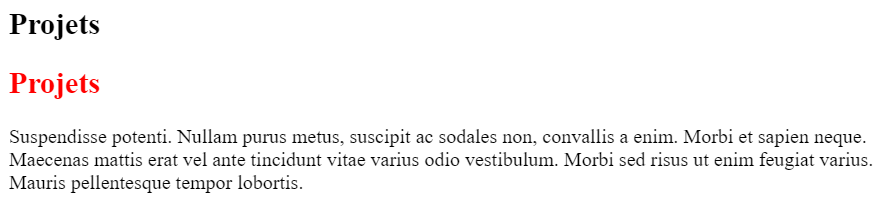 Projets
Projets
Suspendisse potenti. Nullam purus metus, suscipit ac sodales non, convallis a enim. Morbi et sapien neque.
Maecenas mattis erat vel ante tincidunt vitae varius odio vestibulum. Morbi sed risus ut enim feugiat varius.
Mauris pellentesque tempor lobortis.